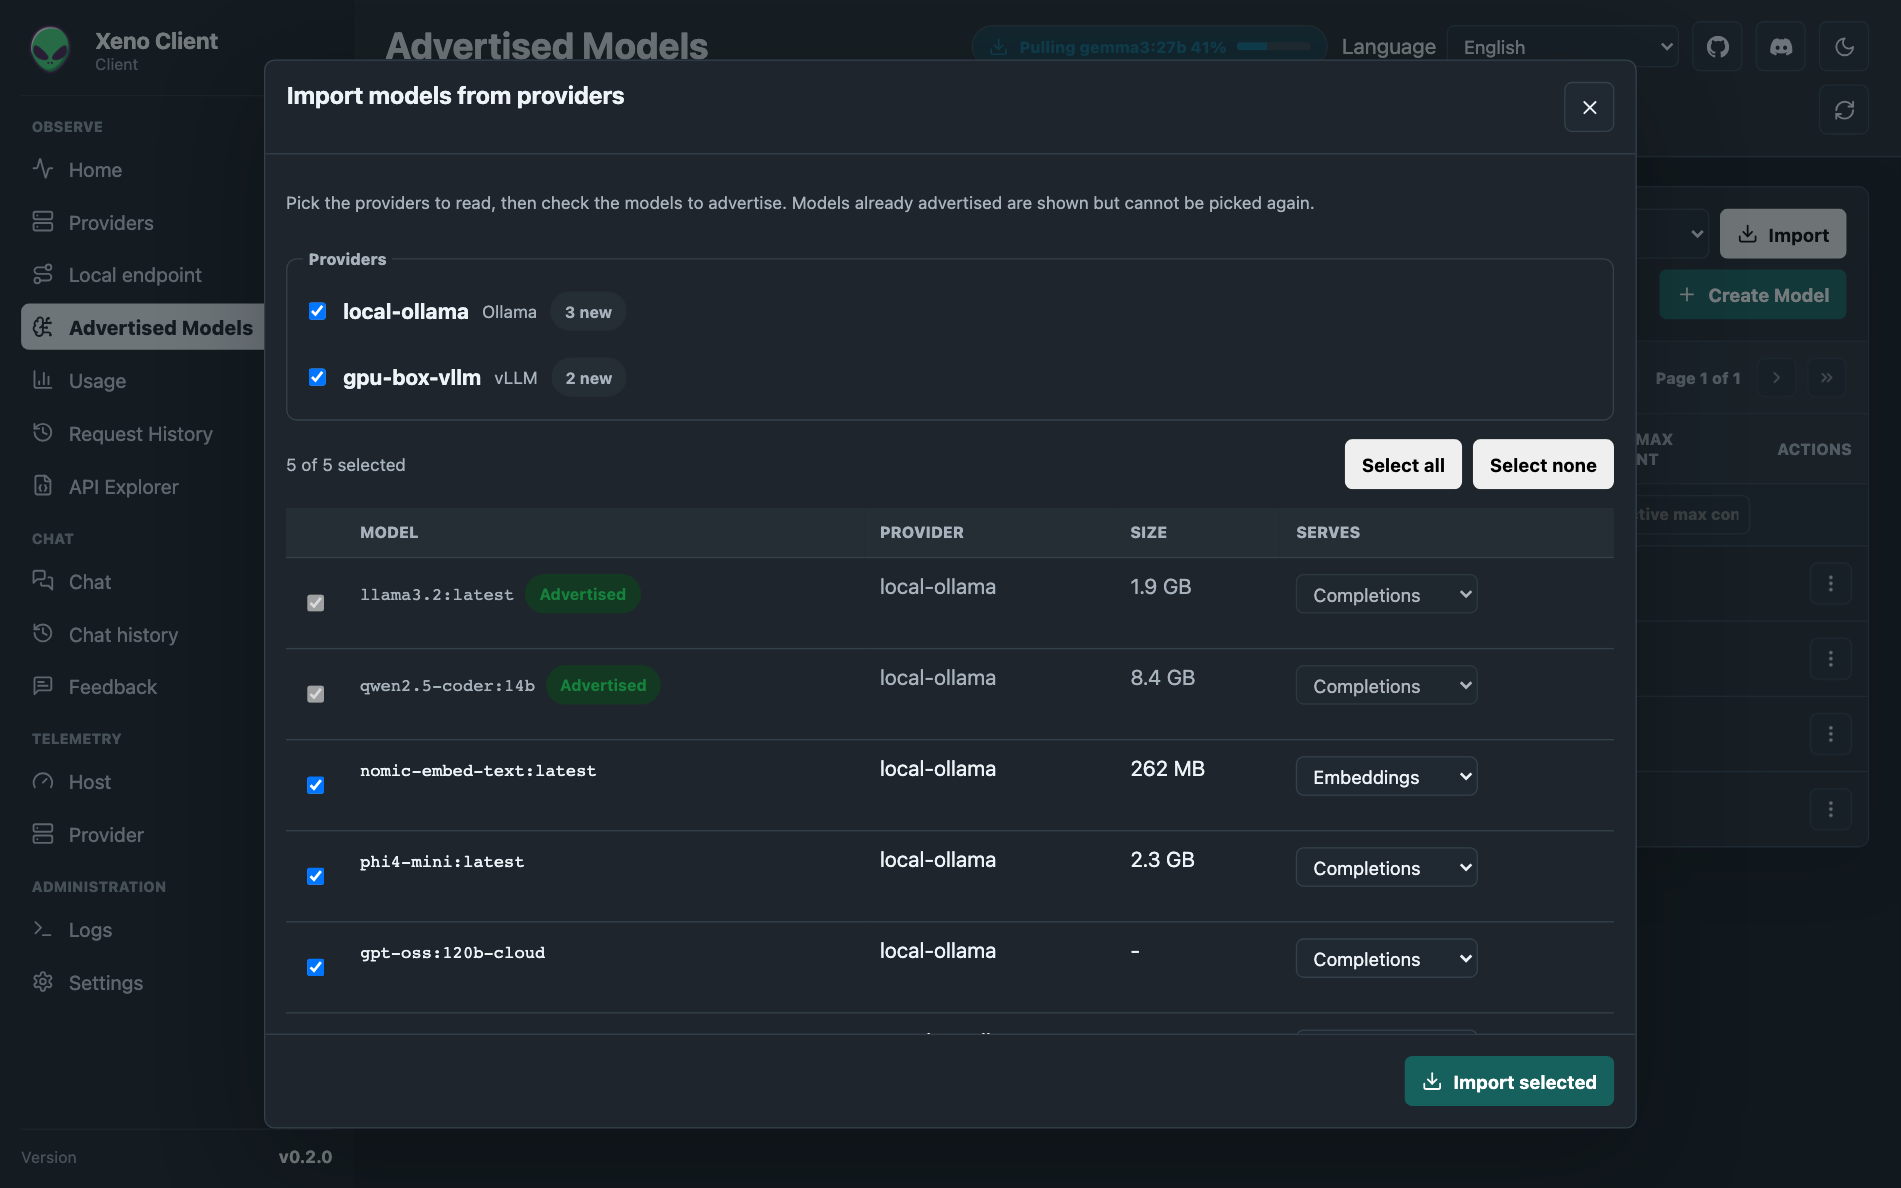 Xeno Client
Client
Advertised Models
Pulling gemma3:27b 41%
Language
English
Import models from providers
OBSERVE
Home
Providers
Local endpoint
Advertised Models
Usage
Request History
API Explorer
CHAT
Chat
Chat history
Feedback
TELEMETRY
Host
Provider
ADMINISTRATION
Logs
Settings
Version
v0.2.0
Pick the providers to read, then check the models to advertise. Models already advertised are shown but cannot be picked again.
Providers
local-ollama Ollama 3 new
gpu-box-vllm vLLM 2 new
5 of 5 selected
Select all
Select none
MODEL PROVIDER SIZE SERVES
llama3.2:latest Advertised local-ollama 1.9 GB Completions
qwen2.5-coder:14b Advertised local-ollama 8.4 GB Completions
nomic-embed-text:latest local-ollama 262 MB Embeddings
phi4-mini:latest local-ollama 2.3 GB Completions
gpt-oss:120b-cloud local-ollama - Completions
Import selected
Import
Create Model
Page 1 of 1
MAX
NT
ACTIONS
tive max con